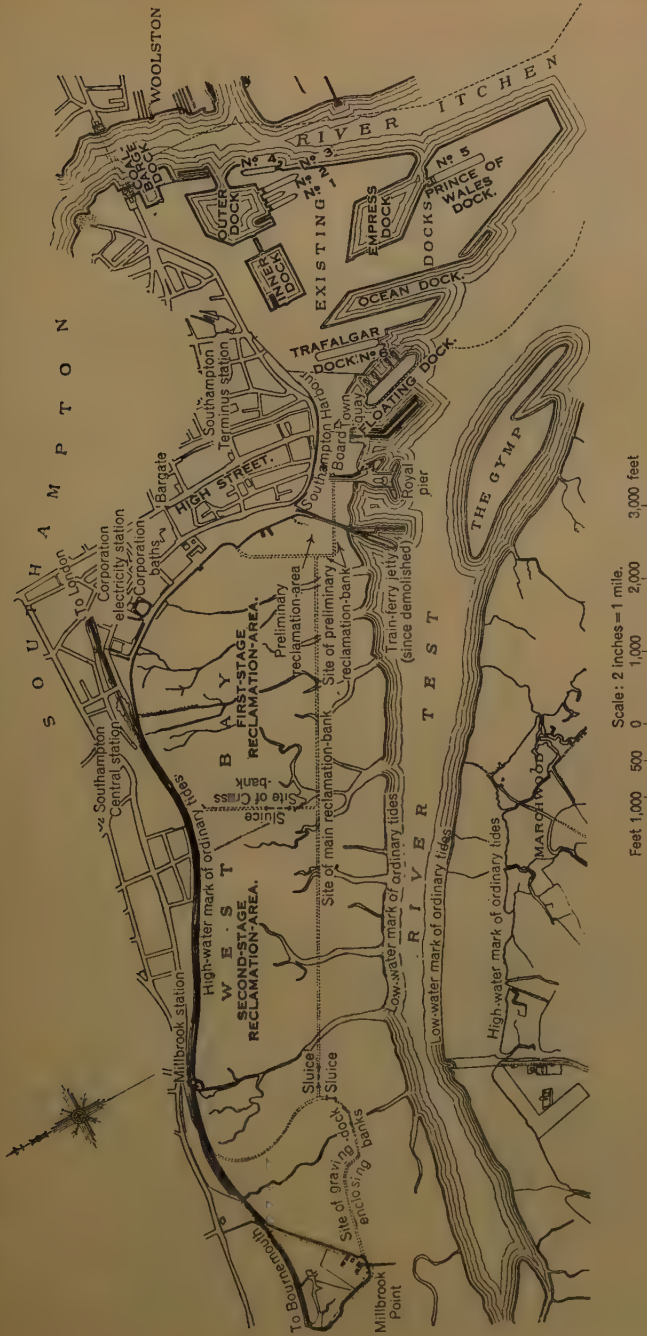 SOUTHAMPTON
WOOLSTON
COAL-
BARGE
DOCK
OUTER
DOCK
Nº 4.
Nº 3.
Nº 2
Nº 1
RIVER ITCHEN
INNER
DOCK
EXISTING
DOCKS
EMPRESS
DOCK
Nº 5
PRINCE OF
WALES
DOCK.
OCEAN DOCK.
TRAFALGAR
DOCK: Nº 6
FLOATING DOCK.
Town
quay
Southampton Harbour
Board
Royal
pier
THE GYMP
Southampton
Terminus station
Bargate
HIGH STREET.
To London
Corporation
electricity station
Corporation
baths
Southampton
Central station
Preliminary
reclamation-area
Site of preliminary
reclamation-bank
Train-ferry jetty
(since demolished)
WEST BAY
FIRST-STAGE
RECLAMATION-AREA.
Site of Cross
-bank
Sluice
Site of main reclamation-bank
High-water mark of ordinary tides
SECOND-STAGE
RECLAMATION-AREA.
Millbrook station
Low-water mark of ordinary tides
RIVER TEST
Low-water mark of ordinary tides
High-water mark of ordinary tides
MARCHWOOD
Sluice
Sluice
Site of graving-dock
enclosing banks
To Bournemouth
Millbrook
Point
Scale: 2 inches = 1 mile.
Feet 1,000 500 0 1,000 2,000 3,000 feet